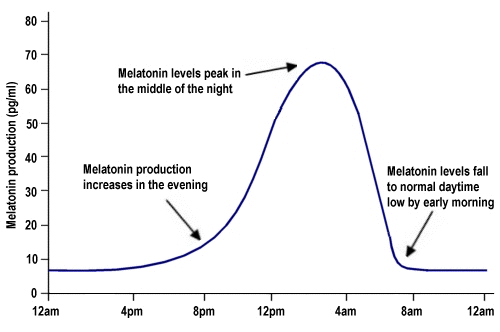 Melatonin production (pg/ml)
80
70
60
50
40
30
20
10
0
Melatonin levels peak in
the middle of the night
Melatonin production
increases in the evening
Melatonin levels fall
to normal daytime
low by early morning
12am
4pm
8pm
12pm
4am
8am
12am